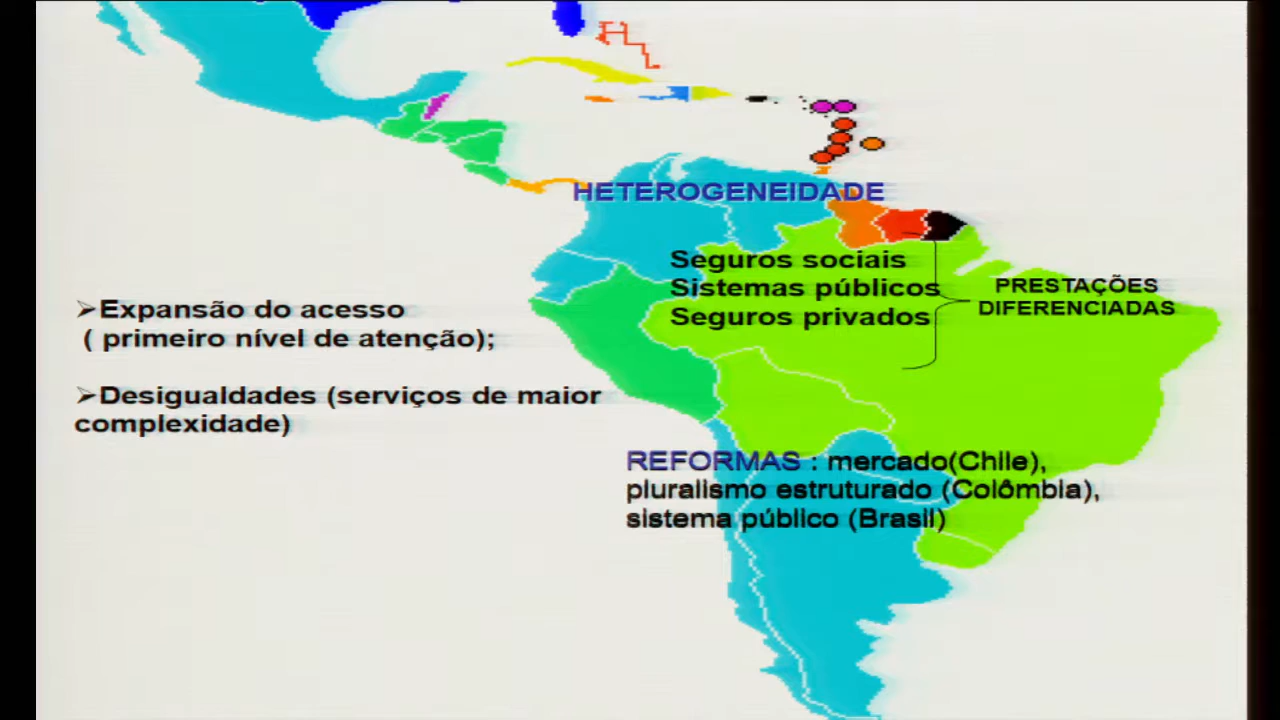 HETEROGENEIDADE
Seguros sociais
Sistemas públicos
Seguros privados
PRESTAÇÕES
DIFERENCIADAS
➢Expansão do acesso
( primeiro nível de atenção);
➢Desigualdades (serviços de maior
complexidade)
REFORMAS : mercado(Chile),
pluralismo estruturado (Colômbia),
sistema público (Brasil)